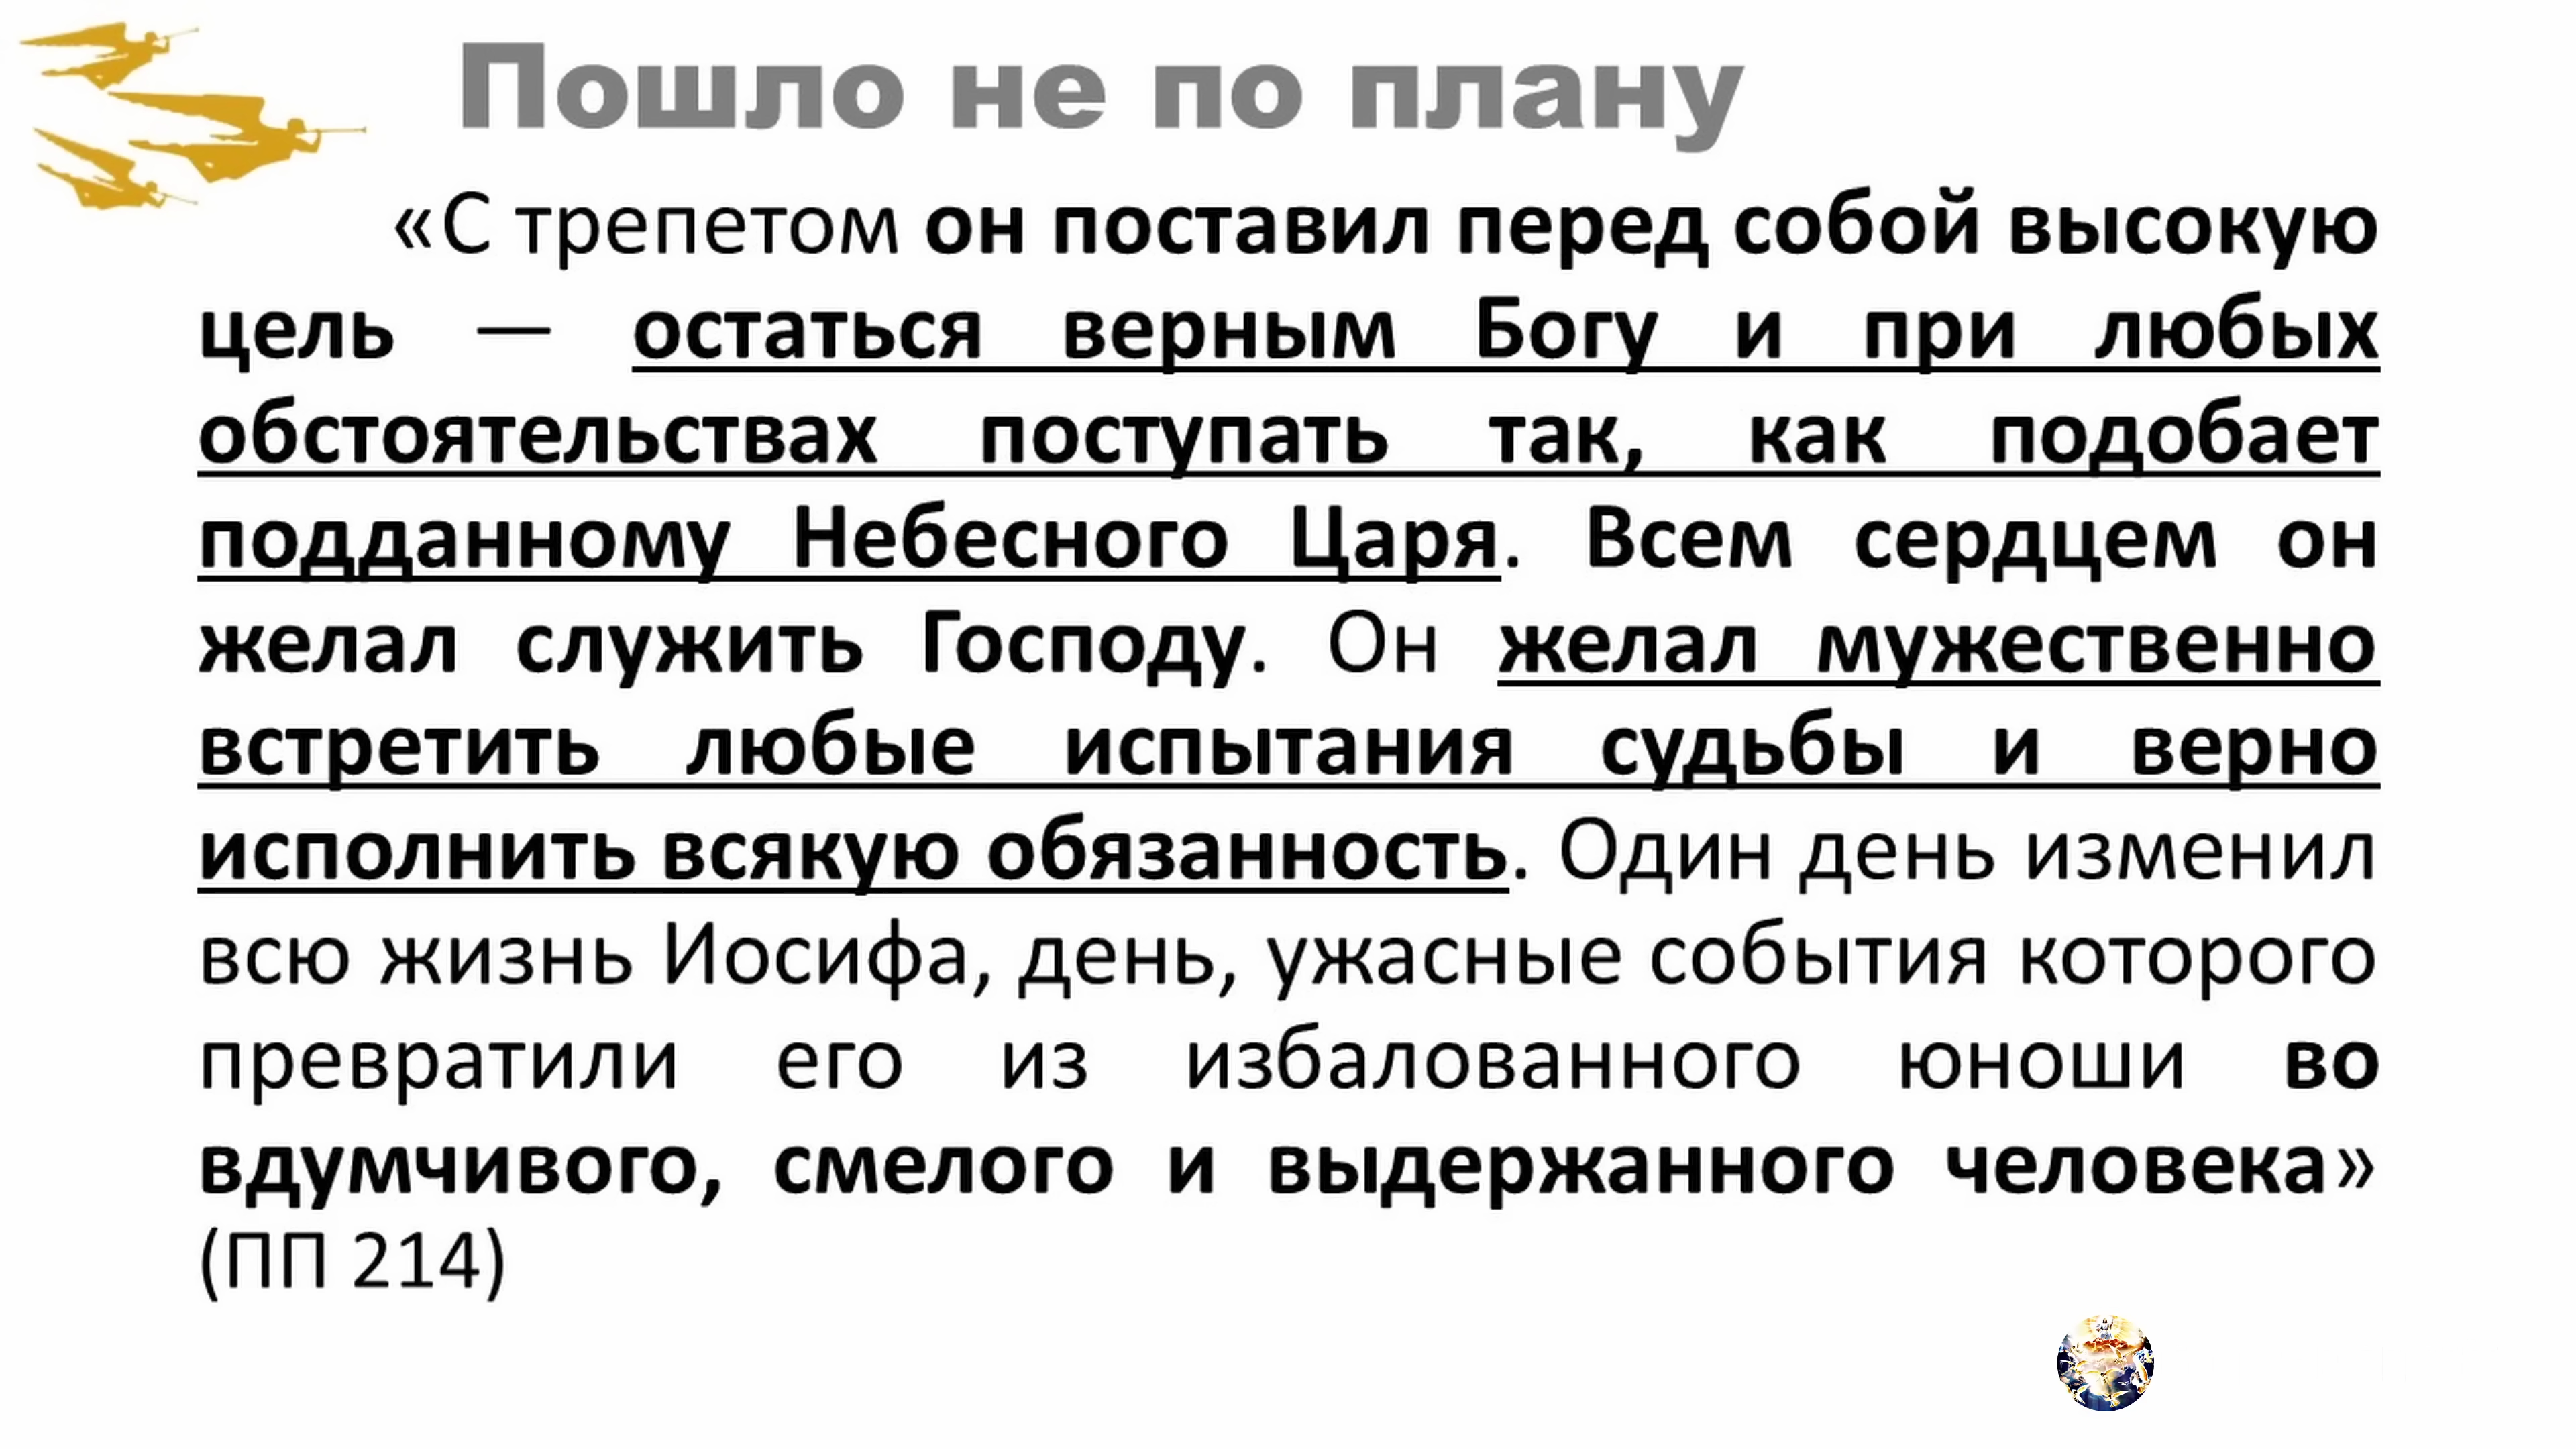 Пошло не по плану
«С трепетом он поставил перед собой высокую
цель — остаться верным Богу и при любых
обстоятельствах поступать так, как подобает
подданному Небесного Царя. Всем сердцем он
желал служить Господу. Он желал мужественно
встретить любые испытания судьбы и верно
исполнить всякую обязанность. Один день изменил
всю жизнь Иосифа, день, ужасные события которого
превратили его из избалованного юноши во
вдумчивого, смелого и выдержанного человека»
(ПП 214)